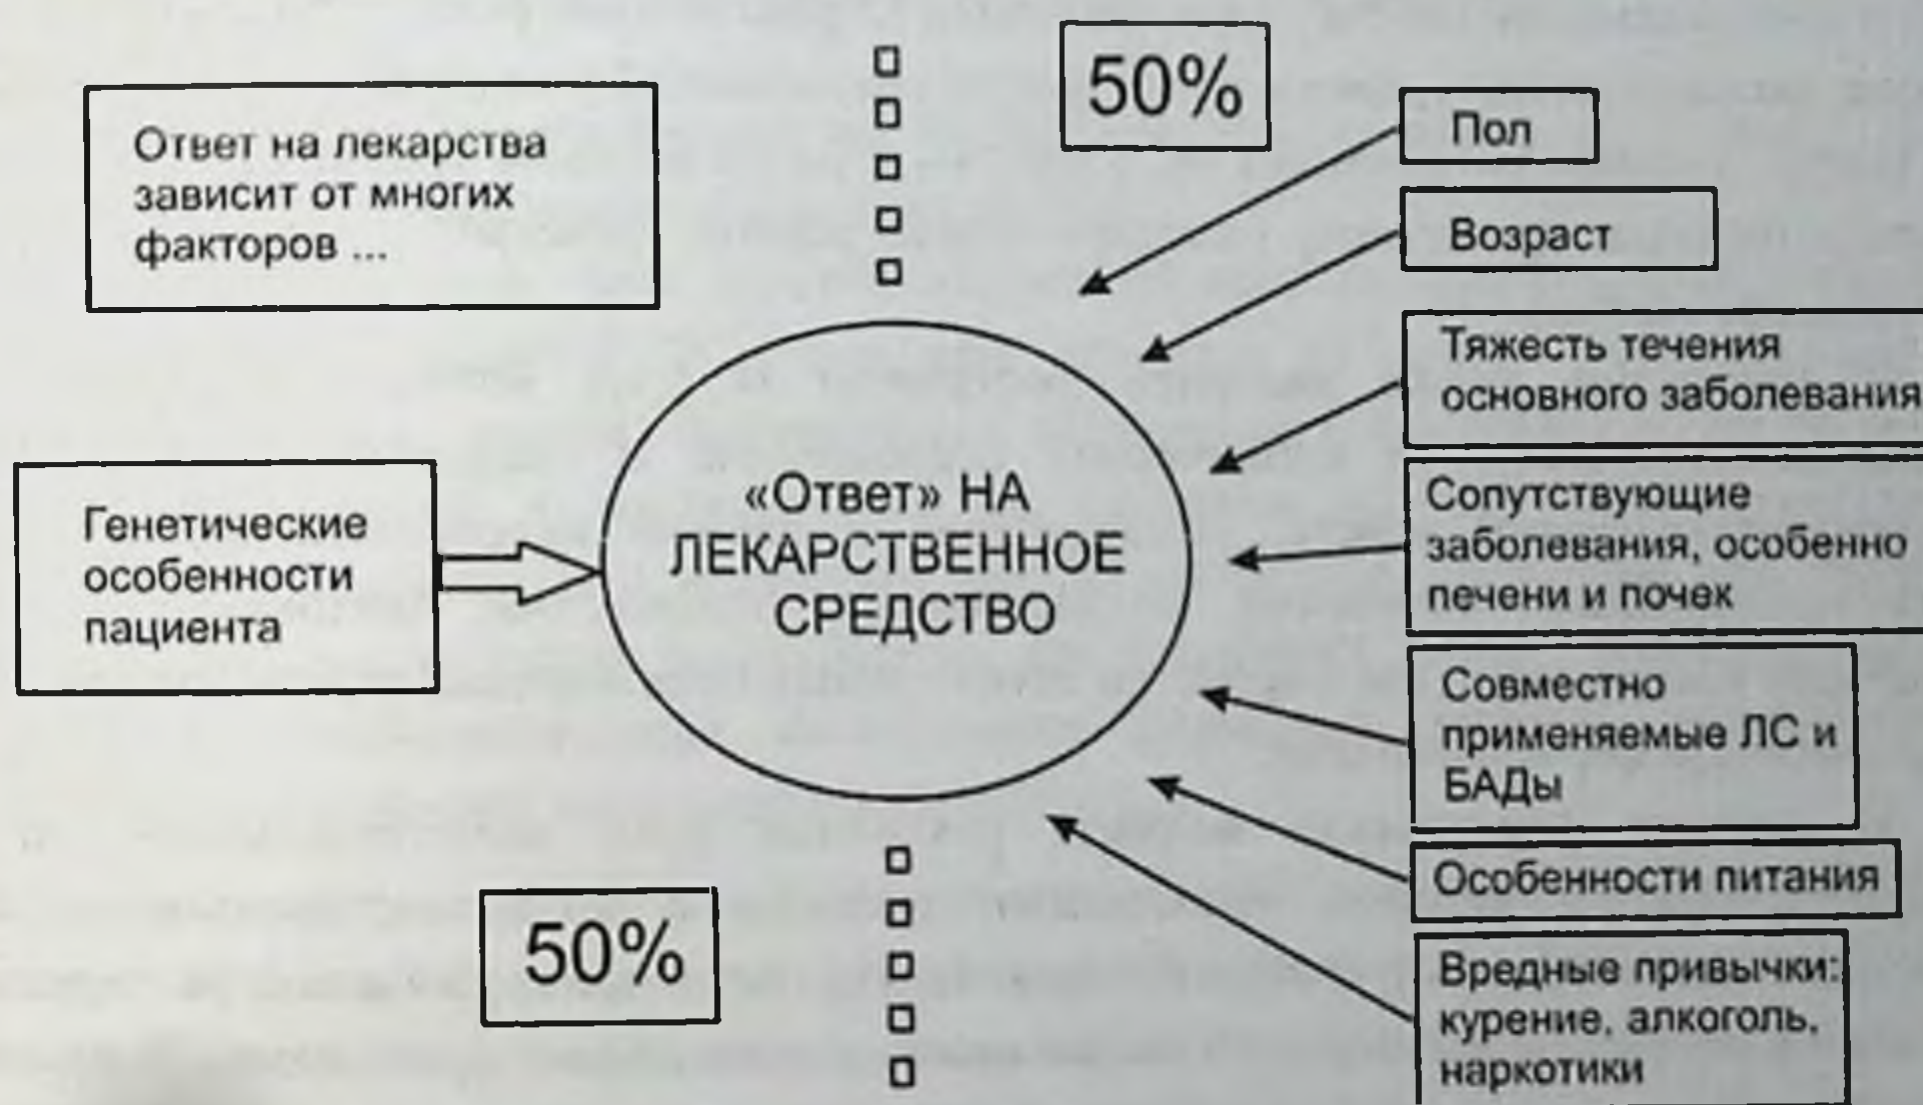 Ответ на лекарства
зависит от многих
факторов ...
50%
Пол
Возраст
Тяжесть течения
основного заболевания
Генетические
особенности
пациента
«Ответ» НА
ЛЕКАРСТВЕННОЕ
СРЕДСТВО
Сопутствующие
заболевания, особенно
печени и почек
Совместно
применяемые ЛС и
БАДы
Особенности питания
50%
Вредные привычки:
курение, алкоголь,
наркотики